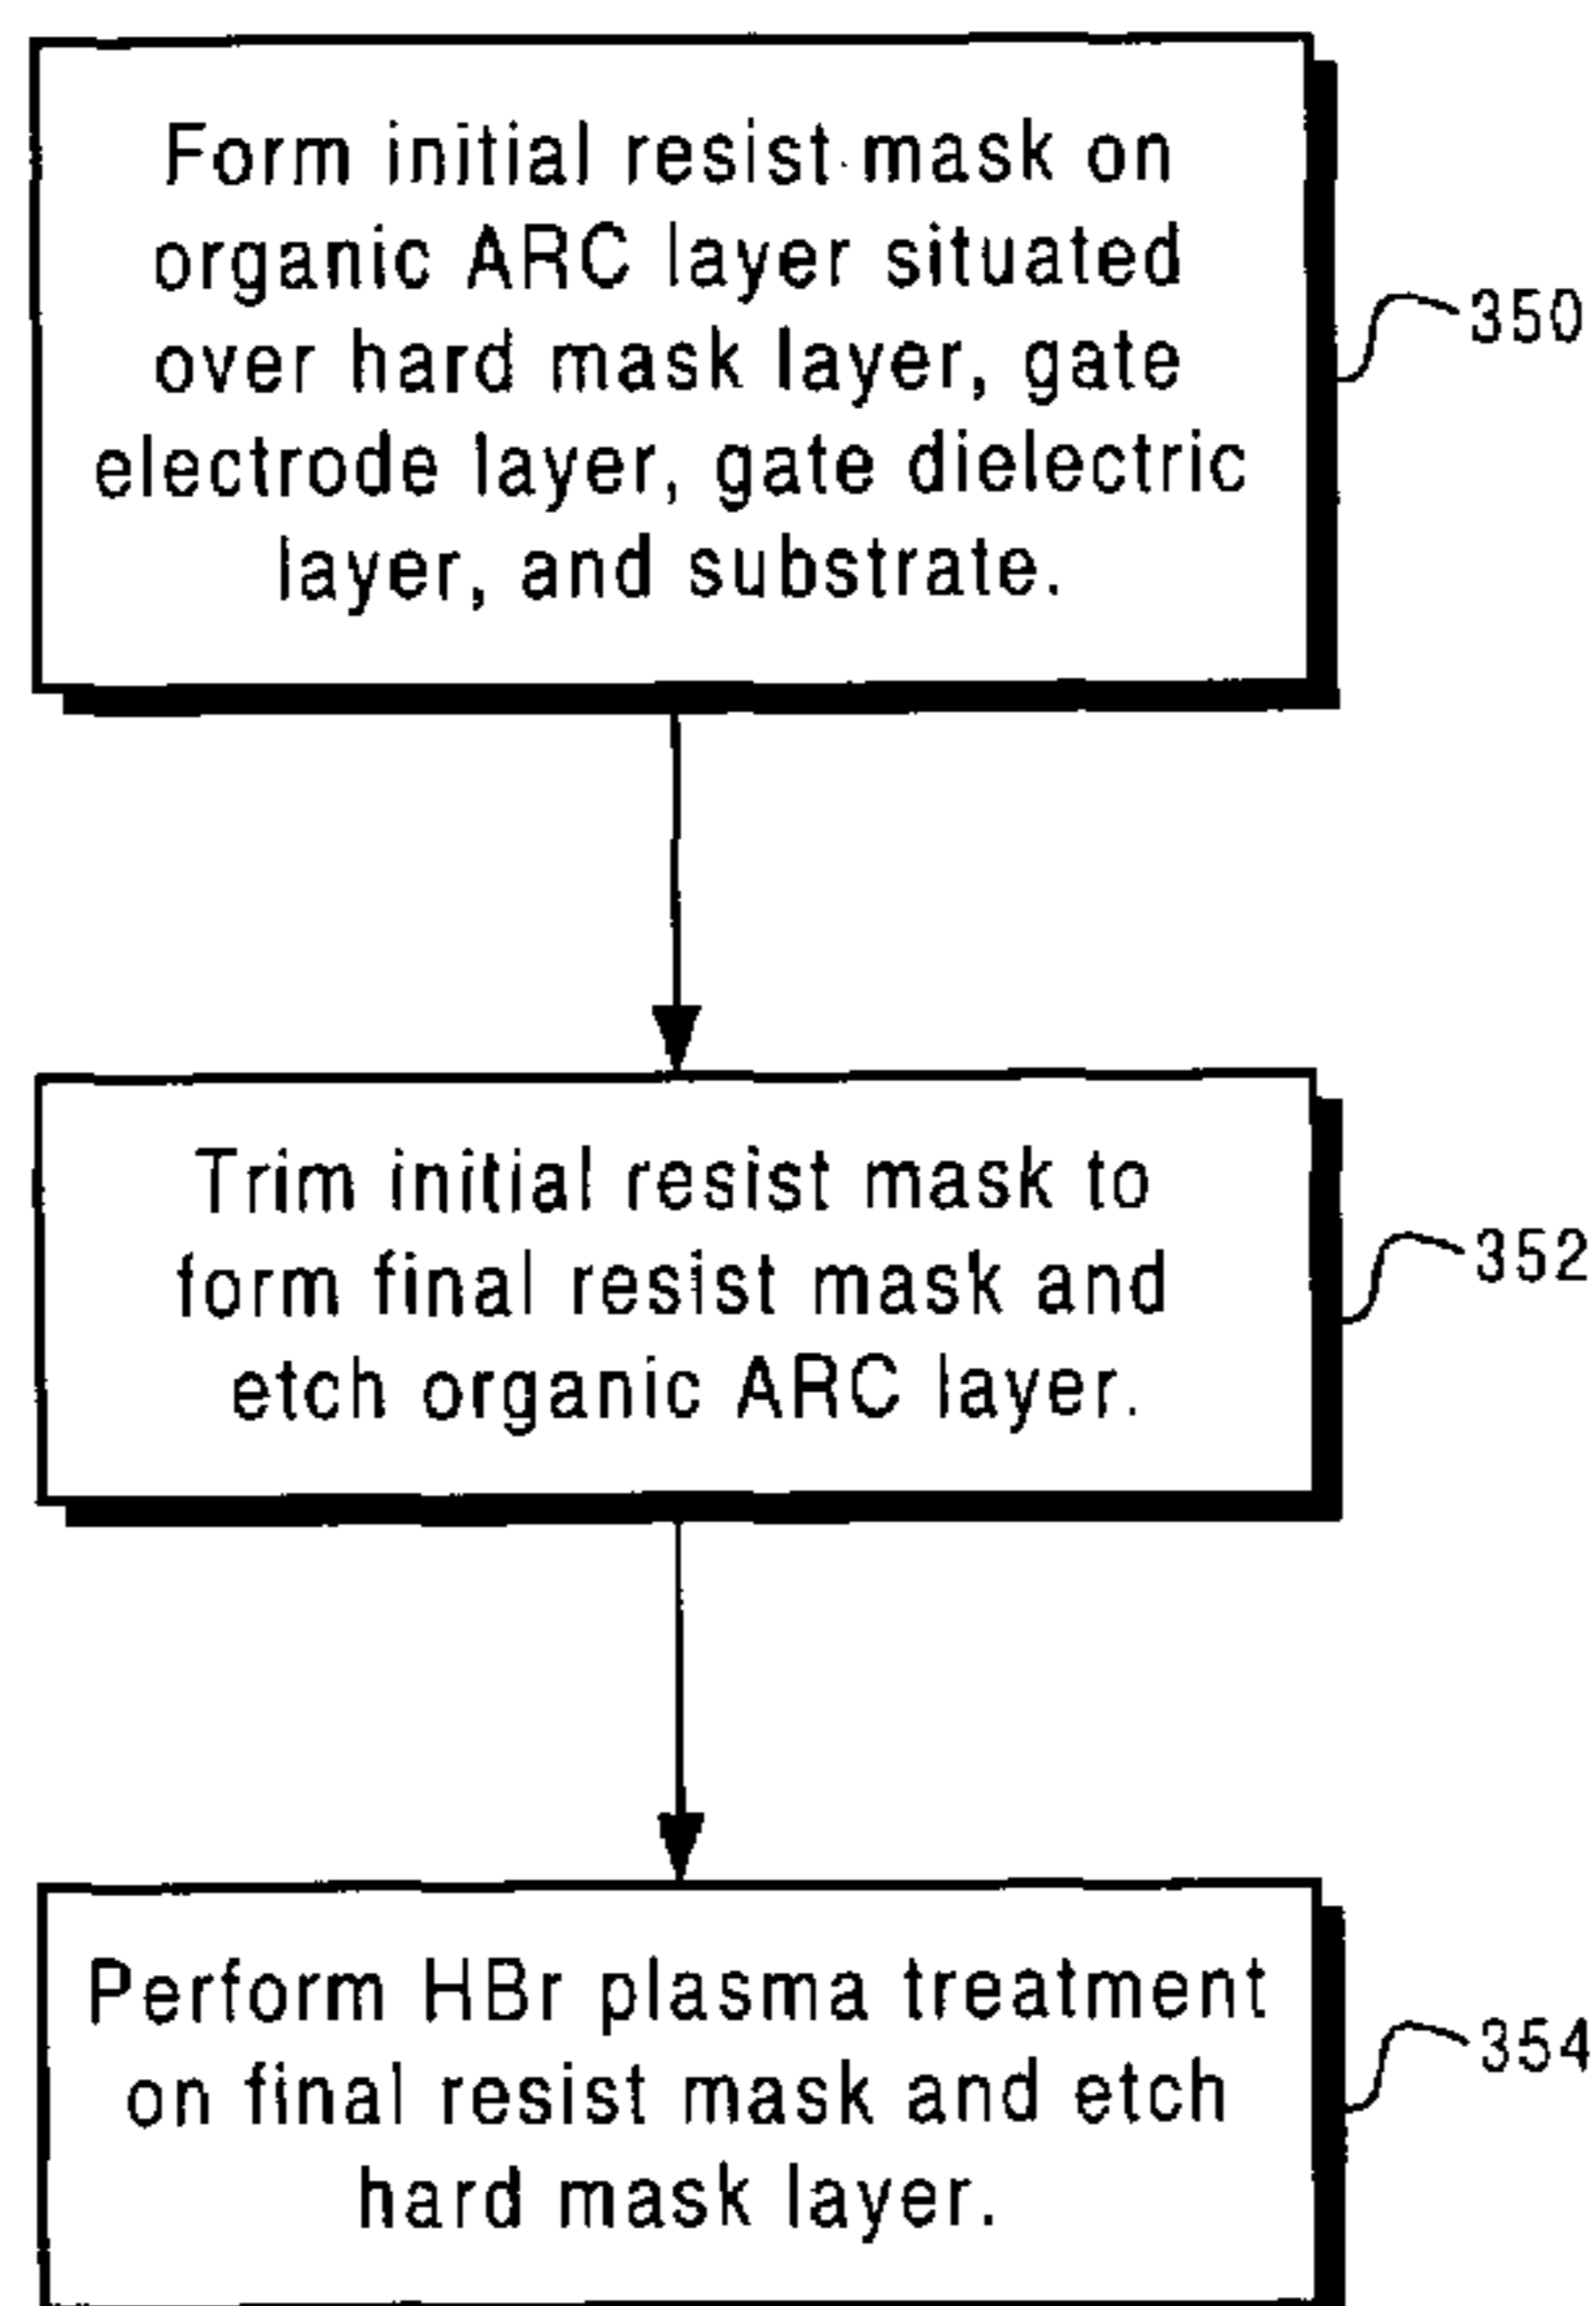 Form initial resist mask on
organic ARC layer situated
over hard mask layer, gate
electrode layer, gate dielectric
layer, and substrate.
350
Trim initial resist mask to
form final resist mask and
etch organic ARC layer.
352
Perform HBr plasma treatment
on final resist mask and etch
hard mask layer.
354